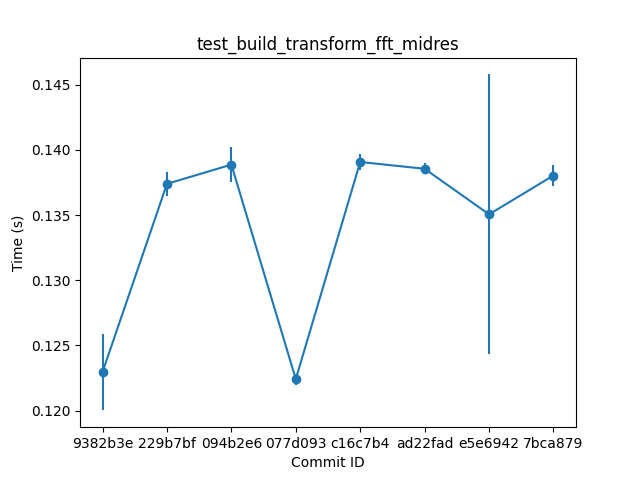 test_build_transform_fft_midres
0.145
0.140
0.135
0.130
0.125
0.120
Time (s)
9382b3e 229b7bf 094b2e6 077d093 c16c7b4 ad22fad e5e6942 7bca879
Commit ID